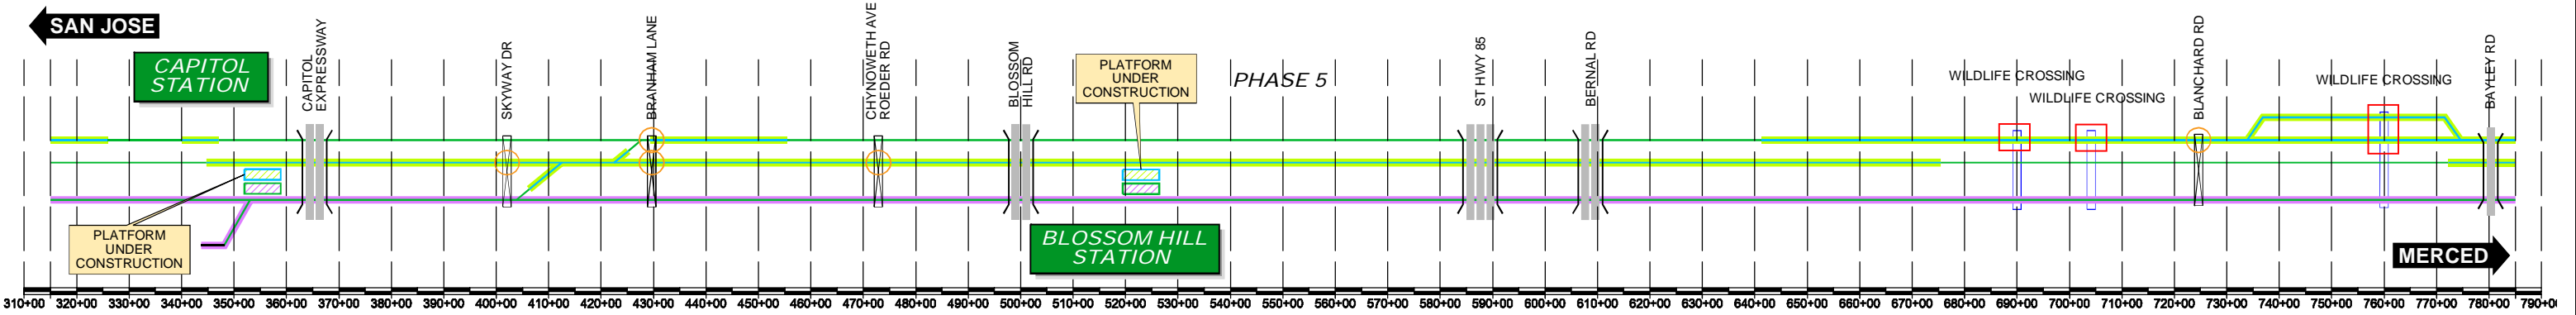 SAN JOSE
CAPITOL
STATION
CAPITOL
EXPRESSWAY
SKYWAY DR
BRANHAM LANE
CHYNOWETH AVE
ROEDER RD
BLOSSOM
HILL RD
PLATFORM
UNDER
CONSTRUCTION
PHASE 5
ST HWY 85
BERNAL RD
WILDLIFE CROSSING
WILDLIFE CROSSING
BLANCHARD RD
WILDLIFE CROSSING
BAYLEY RD
PLATFORM
UNDER
CONSTRUCTION
BLOSSOM HILL
STATION
MERCED
310+00 320+00 330+00 340+00 350+00 360+00 370+00 380+00 390+00 400+00 410+00 420+00 430+00 440+00 450+00 460+00 470+00 480+00 490+00 500+00 510+00 520+00 530+00 540+00 550+00 560+00 570+00 580+00 590+00 600+00 610+00 620+00 630+00 640+00 650+00 660+00 670+00 680+00 690+00 700+00 710+00 720+00 730+00 740+00 750+00 760+00 770+00 780+00 790+0